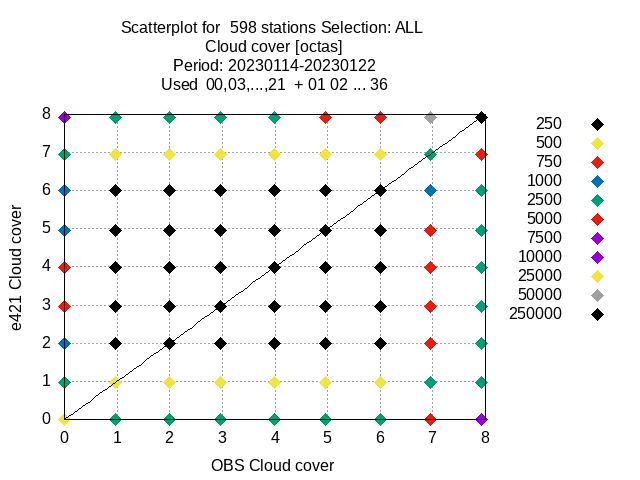 Scatterplot for  598 stations Selection: ALL
Cloud cover [octas]
Period: 20230114-20230122
Used  00,03,...,21  + 01 02 ... 36
8
7
6
5
4
3
2
1
0
e421 Cloud cover
0 1 2 3 4 5 6 7 8
OBS Cloud cover
250
500
750
1000
2500
5000
7500
10000
25000
50000
250000